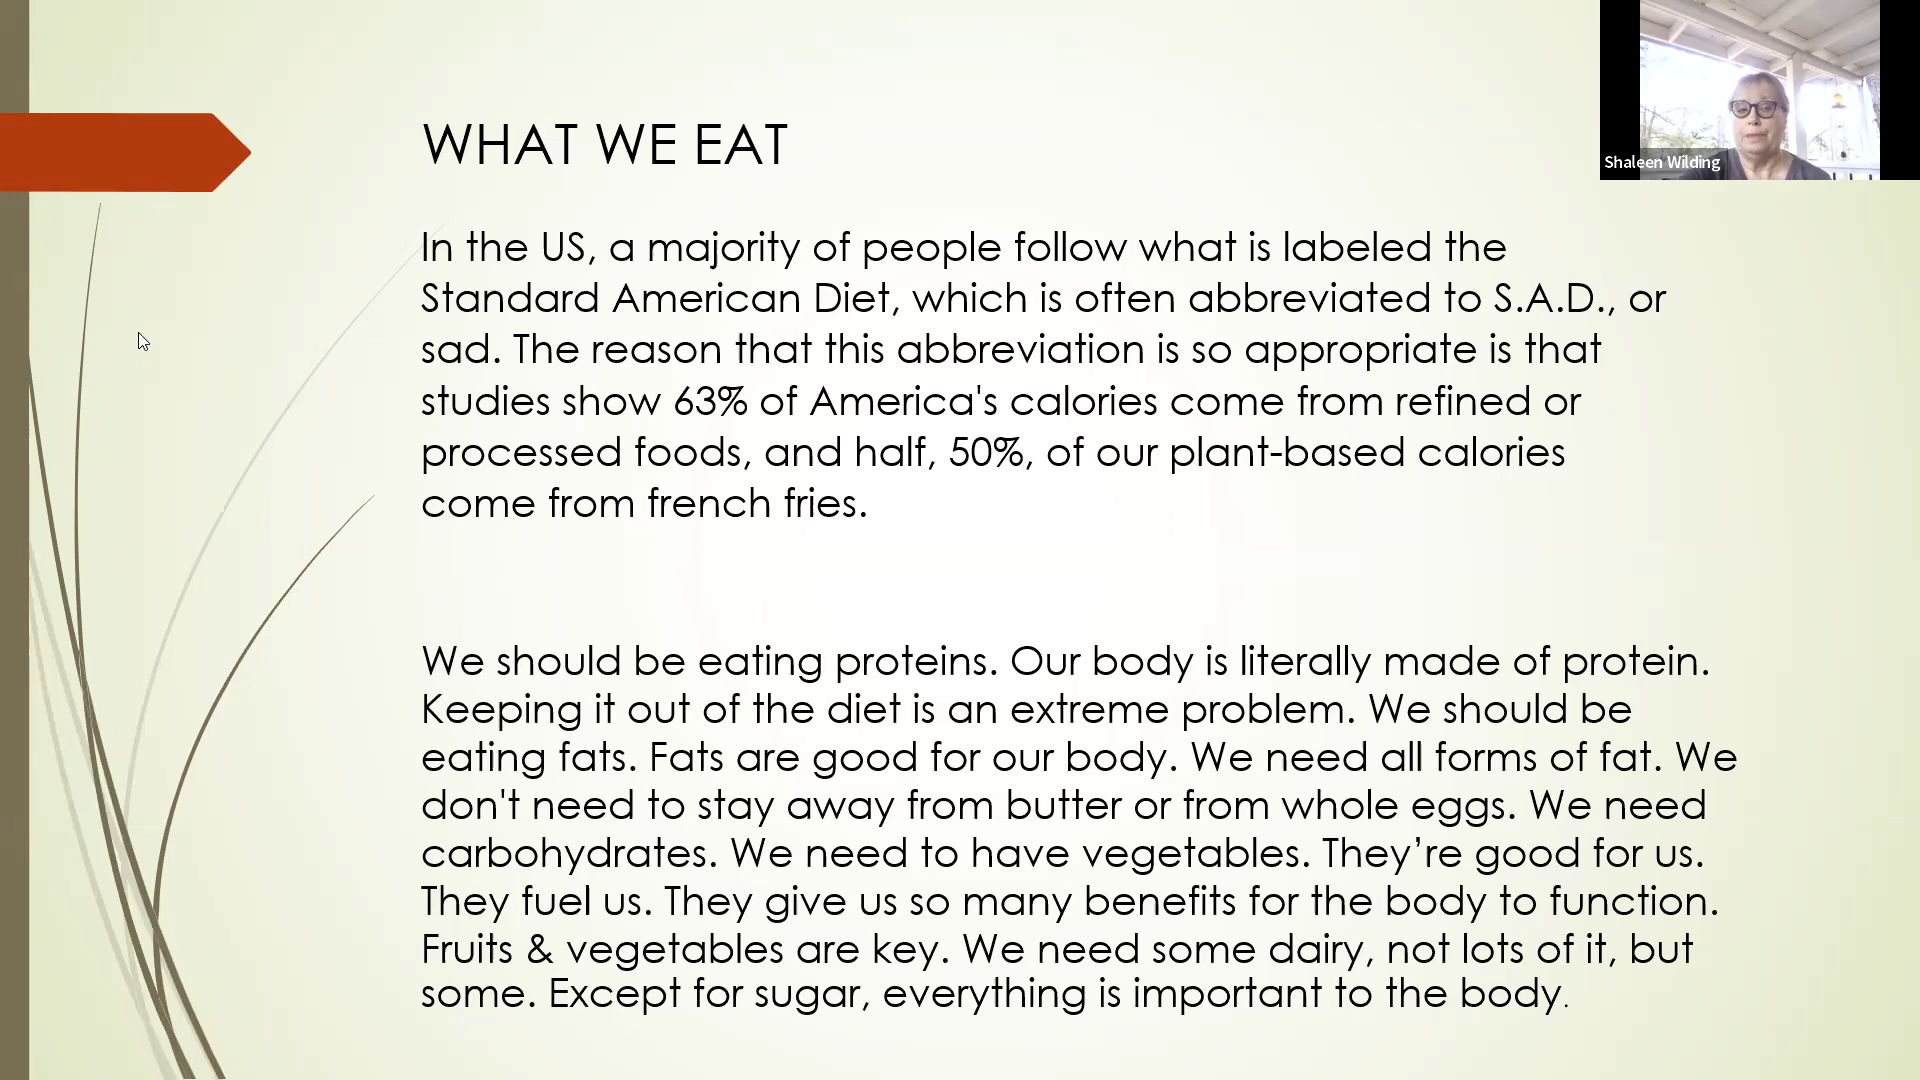 WHAT WE EAT
Shaleen Wilding
In the US, a majority of people follow what is labeled the
Standard American Diet, which is often abbreviated to S.A.D., or
sad. The reason that this abbreviation is so appropriate is that
studies show 63% of America's calories come from refined or
processed foods, and half, 50%, of our plant-based calories
come from french fries.
We should be eating proteins. Our body is literally made of protein.
Keeping it out of the diet is an extreme problem. We should be
eating fats. Fats are good for our body. We need all forms of fat. We
don't need to stay away from butter or from whole eggs. We need
carbohydrates. We need to have vegetables. They’re good for us.
They fuel us. They give us so many benefits for the body to function.
Fruits & vegetables are key. We need some dairy, not lots of it, but
some. Except for sugar, everything is important to the body.